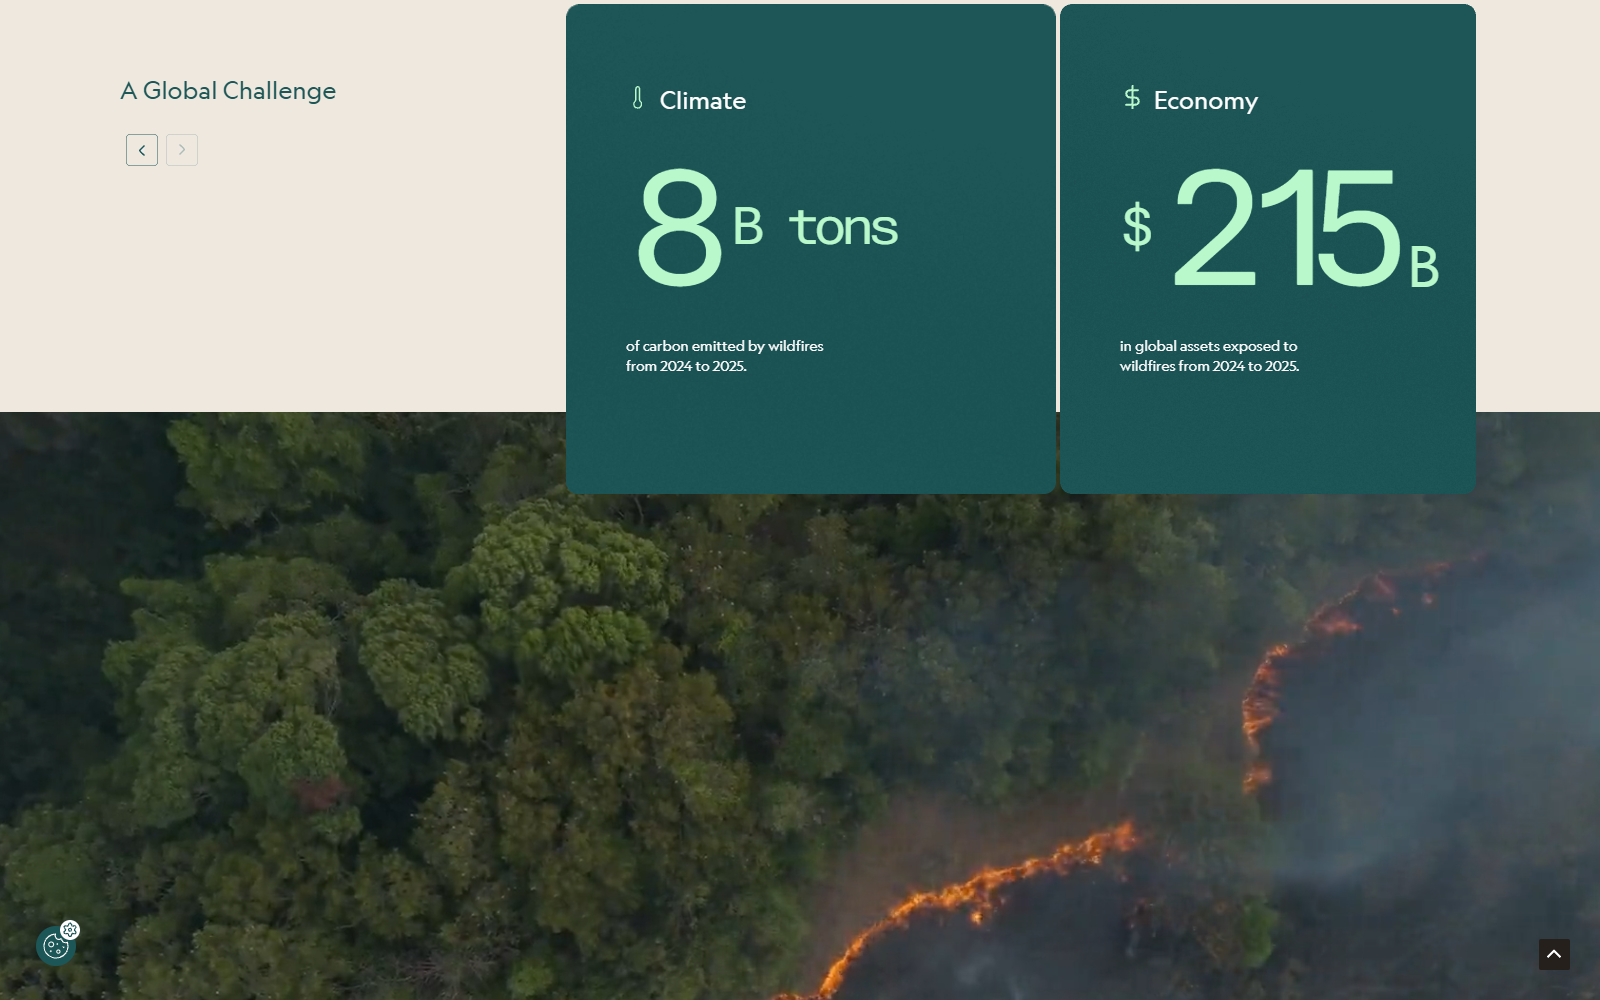 A Global Challenge
Climate
8 B tons
of carbon emitted by wildfires
from 2024 to 2025.
$ Economy
$ 215 B
in global assets exposed to
wildfires from 2024 to 2025.